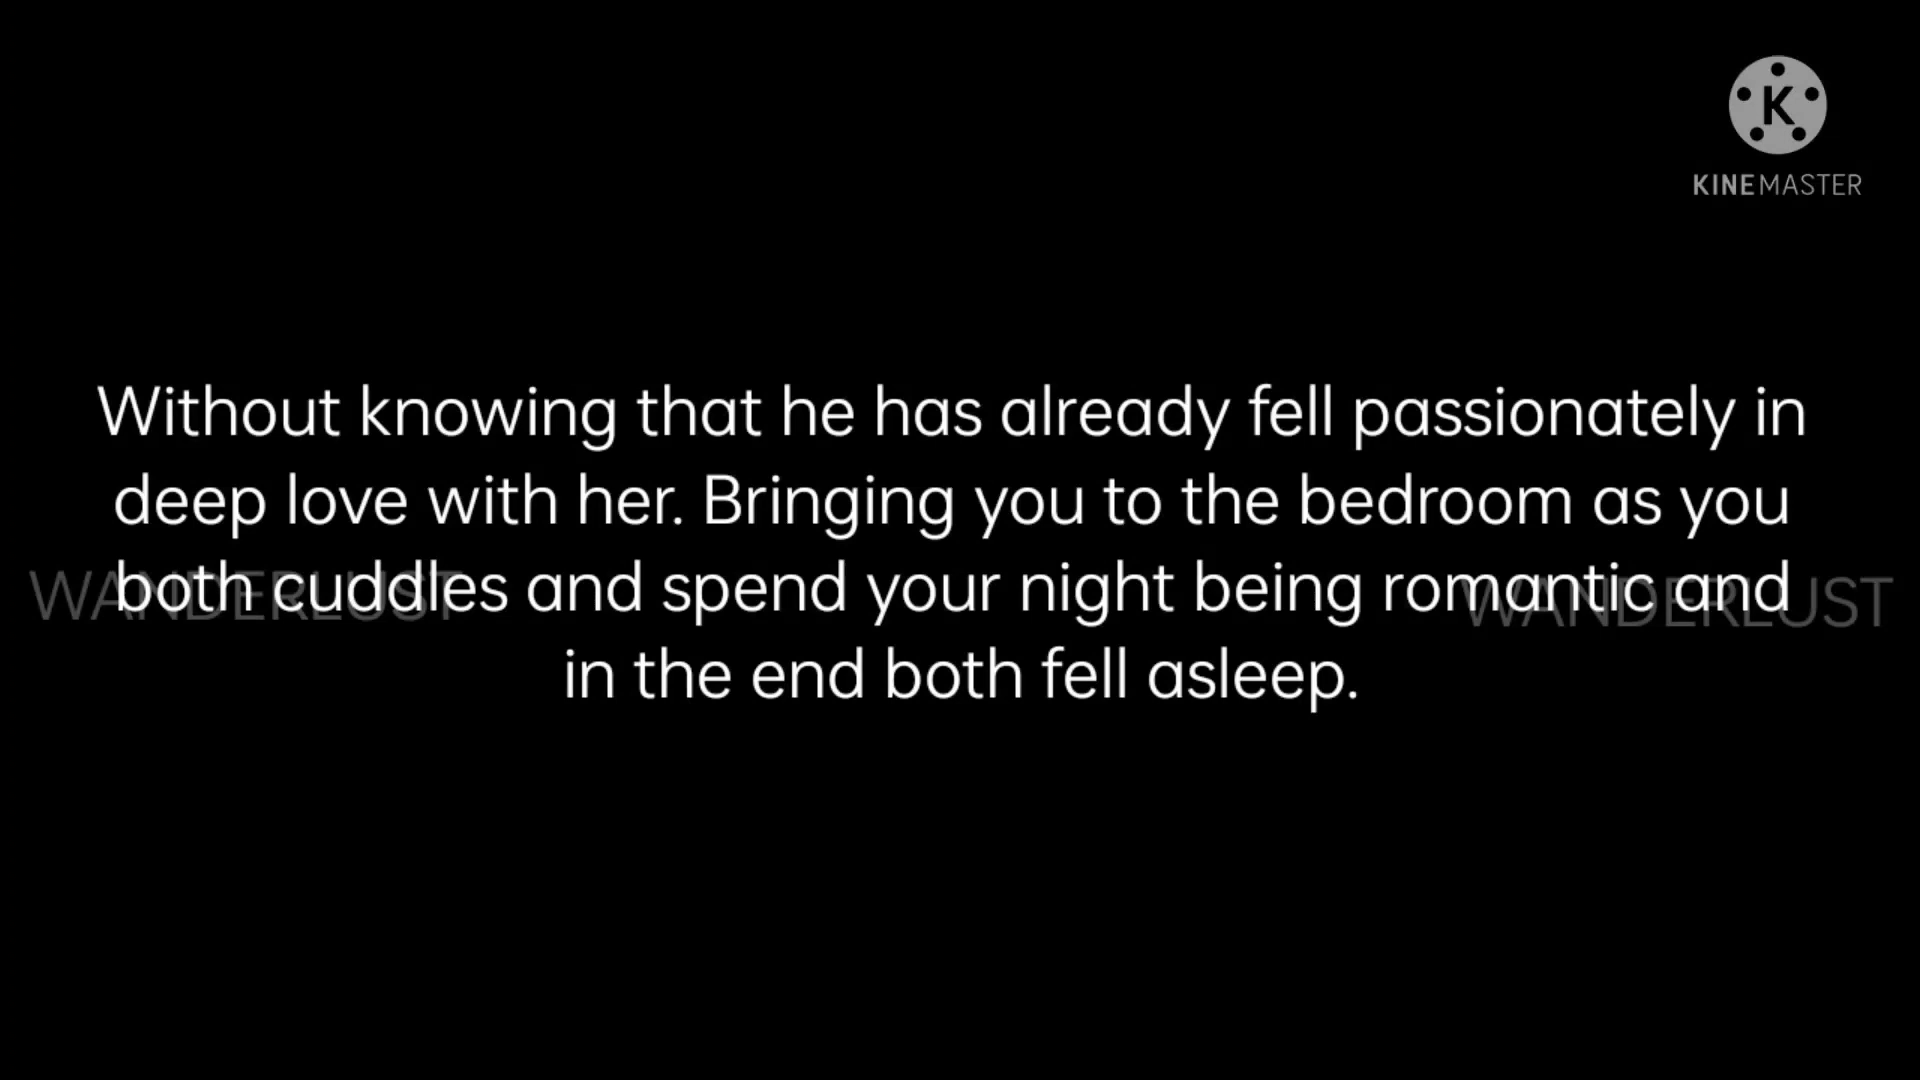 K
KINEMASTER
Without knowing that he has already fell passionately in
deep love with her. Bringing you to the bedroom as you
both cuddles and spend your night being romantic and
in the end both fell asleep.
WANDERLUST
WANDERLUST